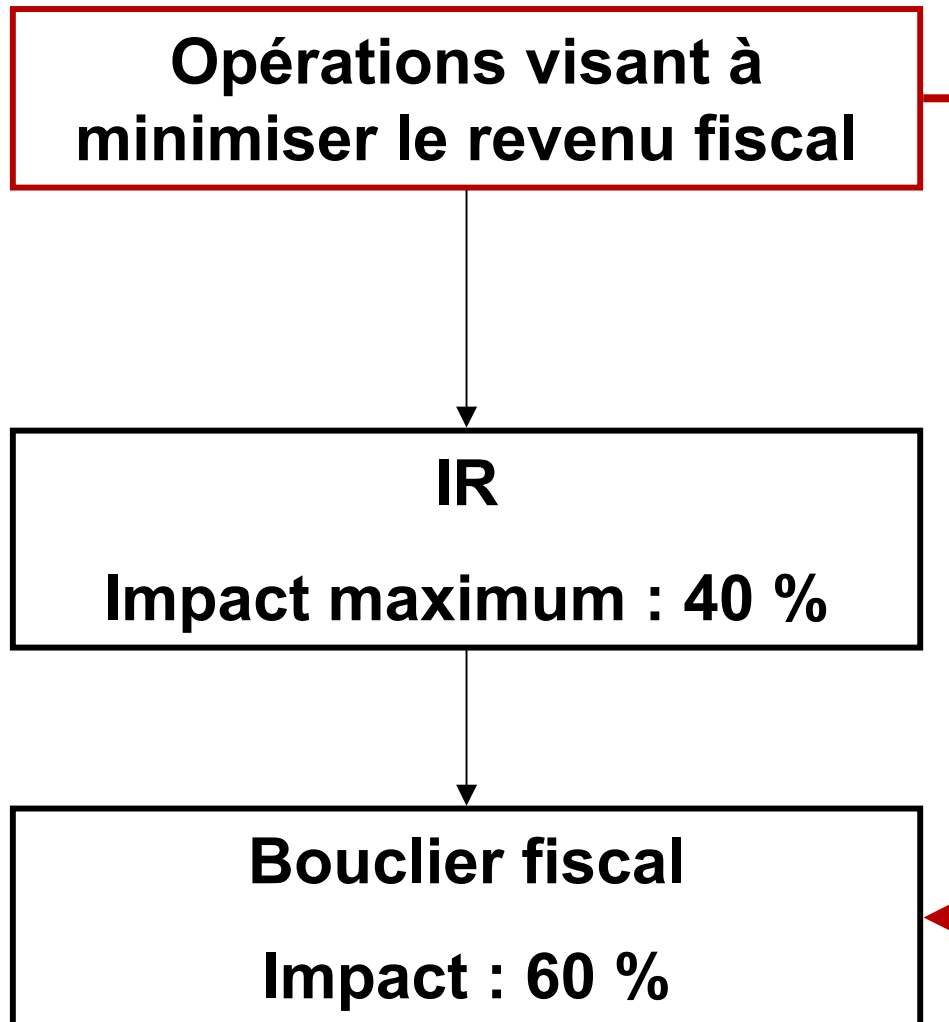 Opérations visant à
minimiser le revenu fiscal
IR
Impact maximum : 40 %
Bouclier fiscal
Impact : 60 %